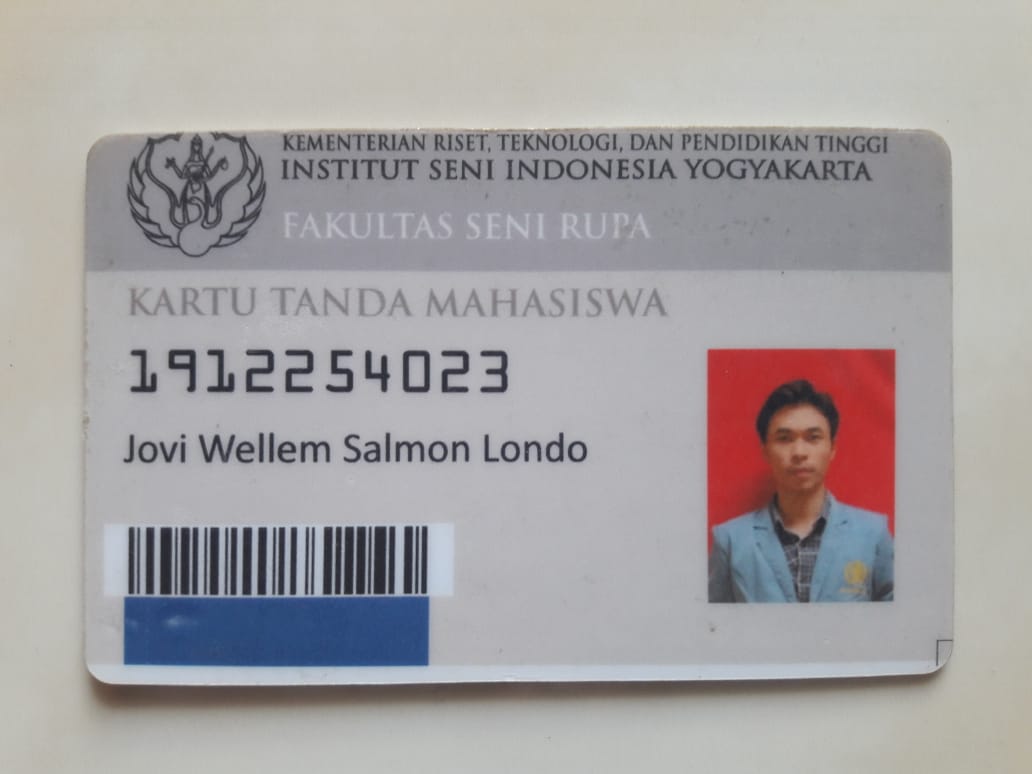 KEMENTERIAN RISET, TEKNOLOGI, DAN PENDIDIKAN TINGGI
INSTITUT SENI INDONESIA YOGYAKARTA
FAKULTAS SENI RUPA
KARTU TANDA MAHASISWA
1912254023
Jovi Wellem Salmon Londo